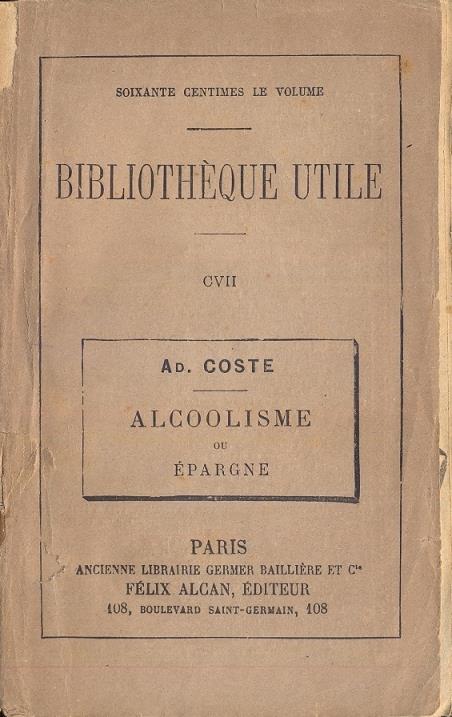 SOIXANTE CENTIMES LE VOLUME
BIBLIOTHÈQUE UTILE
CVII
AD. COSTE
ALCOOLISME
OU
ÉPARGNE
PARIS
ANCIENNE LIBRAIRIE GERMER BAILLIÈRE ET Cie
FÉLIX ALCAN, ÉDITEUR
108, BOULEVARD SAINT-GERMAIN, 108